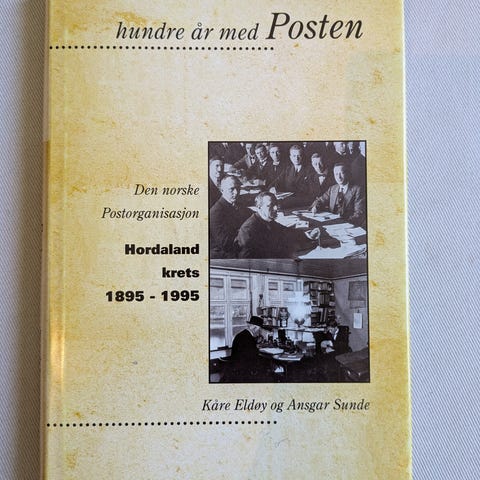 hundre år med Posten
Den norske
Postorganisasjon
Hordaland
krets
1895 - 1995
Kåre Eldøy og Ansgar Sunde